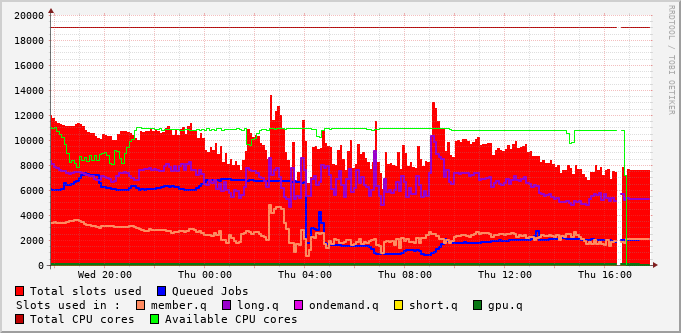 20000
18000
16000
14000
12000
10000
8000
6000
4000
2000
0
Wed 20:00 Thu 00:00 Thu 04:00 Thu 08:00 Thu 12:00 Thu 16:00
Total slots used Queued Jobs
Slots used in : member.q long.q ondemand.q short.q gpu.q
Total CPU cores Available CPU cores
RRDTOOL / TOBI OETIKER